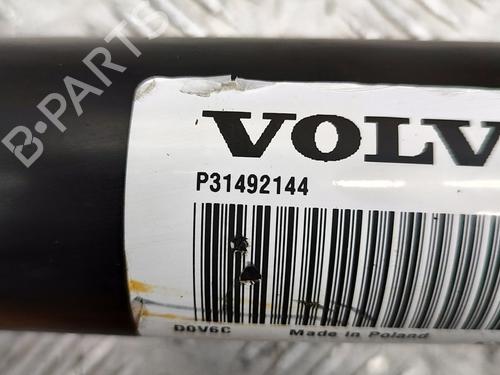 B·PARTS
VOLV
P31492144
D0V6C Made in Poland